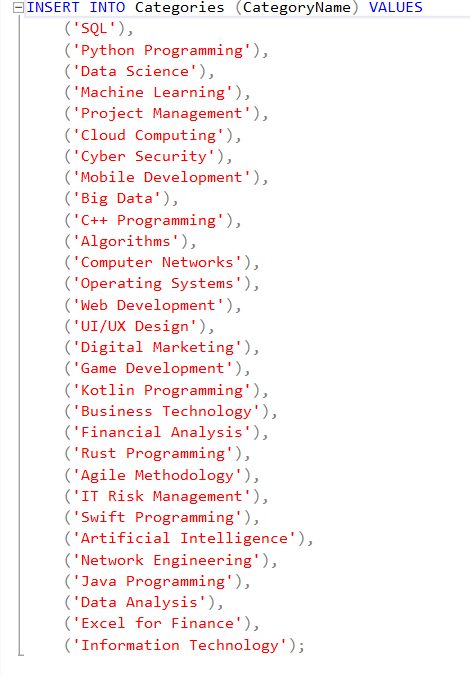 INSERT INTO Categories (CategoryName) VALUES
('SQL'),
('Python Programming'),
('Data Science'),
('Machine Learning'),
('Project Management'),
('Cloud Computing'),
('Cyber Security'),
('Mobile Development'),
('Big Data'),
('C++ Programming'),
('Algorithms'),
('Computer Networks'),
('Operating Systems'),
('Web Development'),
('UI/UX Design'),
('Digital Marketing'),
('Game Development'),
('Kotlin Programming'),
('Business Technology'),
('Financial Analysis'),
('Rust Programming'),
('Agile Methodology'),
('IT Risk Management'),
('Swift Programming'),
('Artificial Intelligence'),
('Network Engineering'),
('Java Programming'),
('Data Analysis'),
('Excel for Finance'),
('Information Technology');